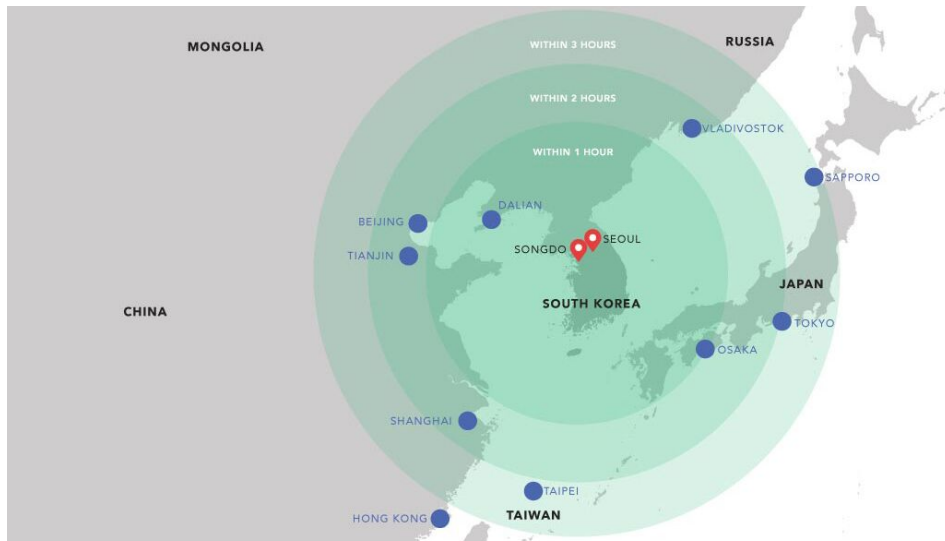 MONGOLIA
RUSSIA
WITHIN 3 HOURS
WITHIN 2 HOURS
VLADIVOSTOK
WITHIN 1 HOUR
SAPPORO
DALIAN
BEIJING
SEOUL
SONGDO
TIANJIN
JAPAN
SOUTH KOREA
CHINA
TOKYO
OSAKA
SHANGHAI
TAIPEI
TAIWAN
HONG KONG